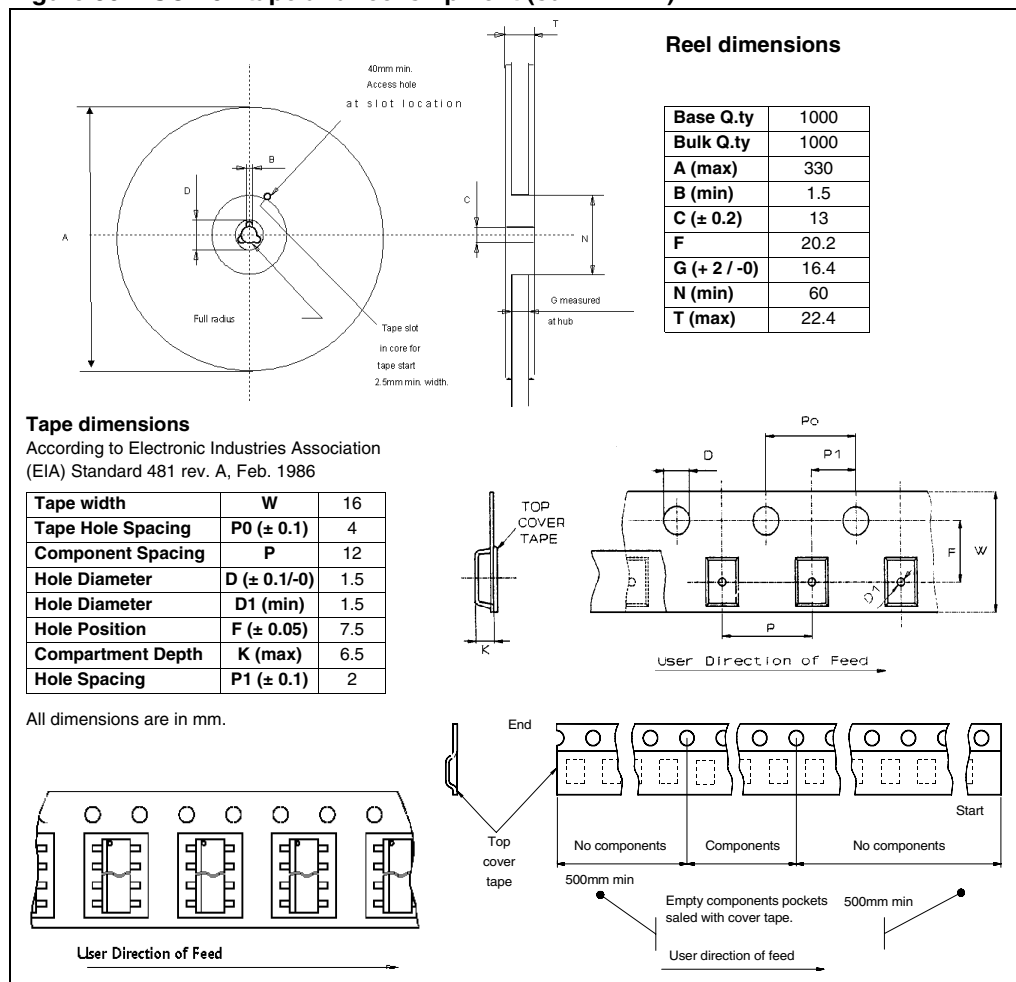 Reel dimensions
T
40mm min.
Access hole
at slot location
B
D
C
A
N
Full radius
G measured
at hub
Tape slot
in core for
tape start
2.5mm min. width.
Base Q.ty 1000
Bulk Q.ty 1000
A (max) 330
B (min) 1.5
C (± 0.2) 13
F 20.2
G (+ 2 / -0) 16.4
N (min) 60
T (max) 22.4
Tape dimensions
According to Electronic Industries Association
(EIA) Standard 481 rev. A, Feb. 1986
Tape width W 16
Tape Hole Spacing P0 (± 0.1) 4
Component Spacing P 12
Hole Diameter D (± 0.1/-0) 1.5
Hole Diameter D1 (min) 1.5
Hole Position F (± 0.05) 7.5
Compartment Depth K (max) 6.5
Hole Spacing P1 (± 0.1) 2
All dimensions are in mm.
Po
D
P1
TOP
COVER
TAPE
F
W
D1
K
P
User Direction of Feed
End
Start
Top
cover
tape
No components
Components
No components
500mm min
Empty components pockets
saled with cover tape.
500mm min
User direction of feed
User Direction of Feed